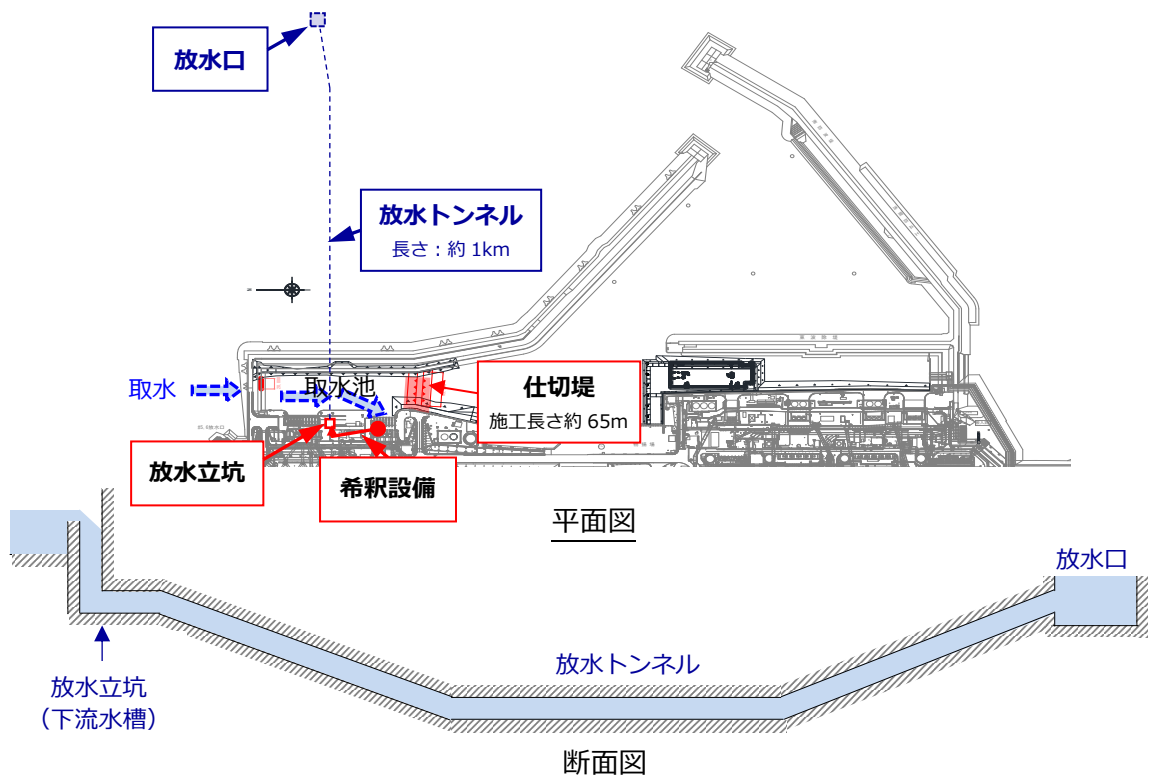 放水口
放水トンネル
長さ：約 1km
取水
取水池
仕切堤
施工長さ約 65m
放水立坑
希釈設備
平面図
放水口
放水トンネル
放水立坑
（下流水槽）
断面図